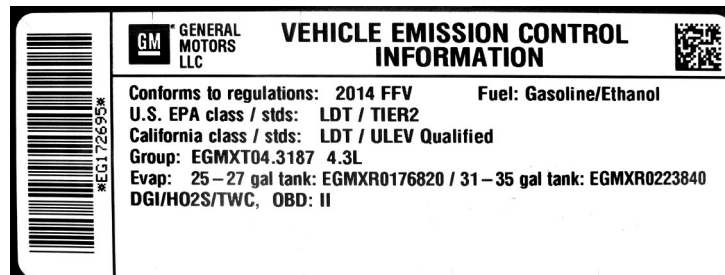 GM
GENERAL
MOTORS
LLC
VEHICLE EMISSION CONTROL
INFORMATION
*EG172695*
Conforms to regulations: 2014 FFV Fuel: Gasoline/Ethanol
U.S. EPA class / stds: LDT / TIER2
California class / stds: LDT / ULEV Qualified
Group: EGMXT04.3187 4.3L
Evap: 25–27 gal tank: EGMXR0176820 / 31–35 gal tank: EGMXR0223840
DGI/HO2S/TWC, OBD: II